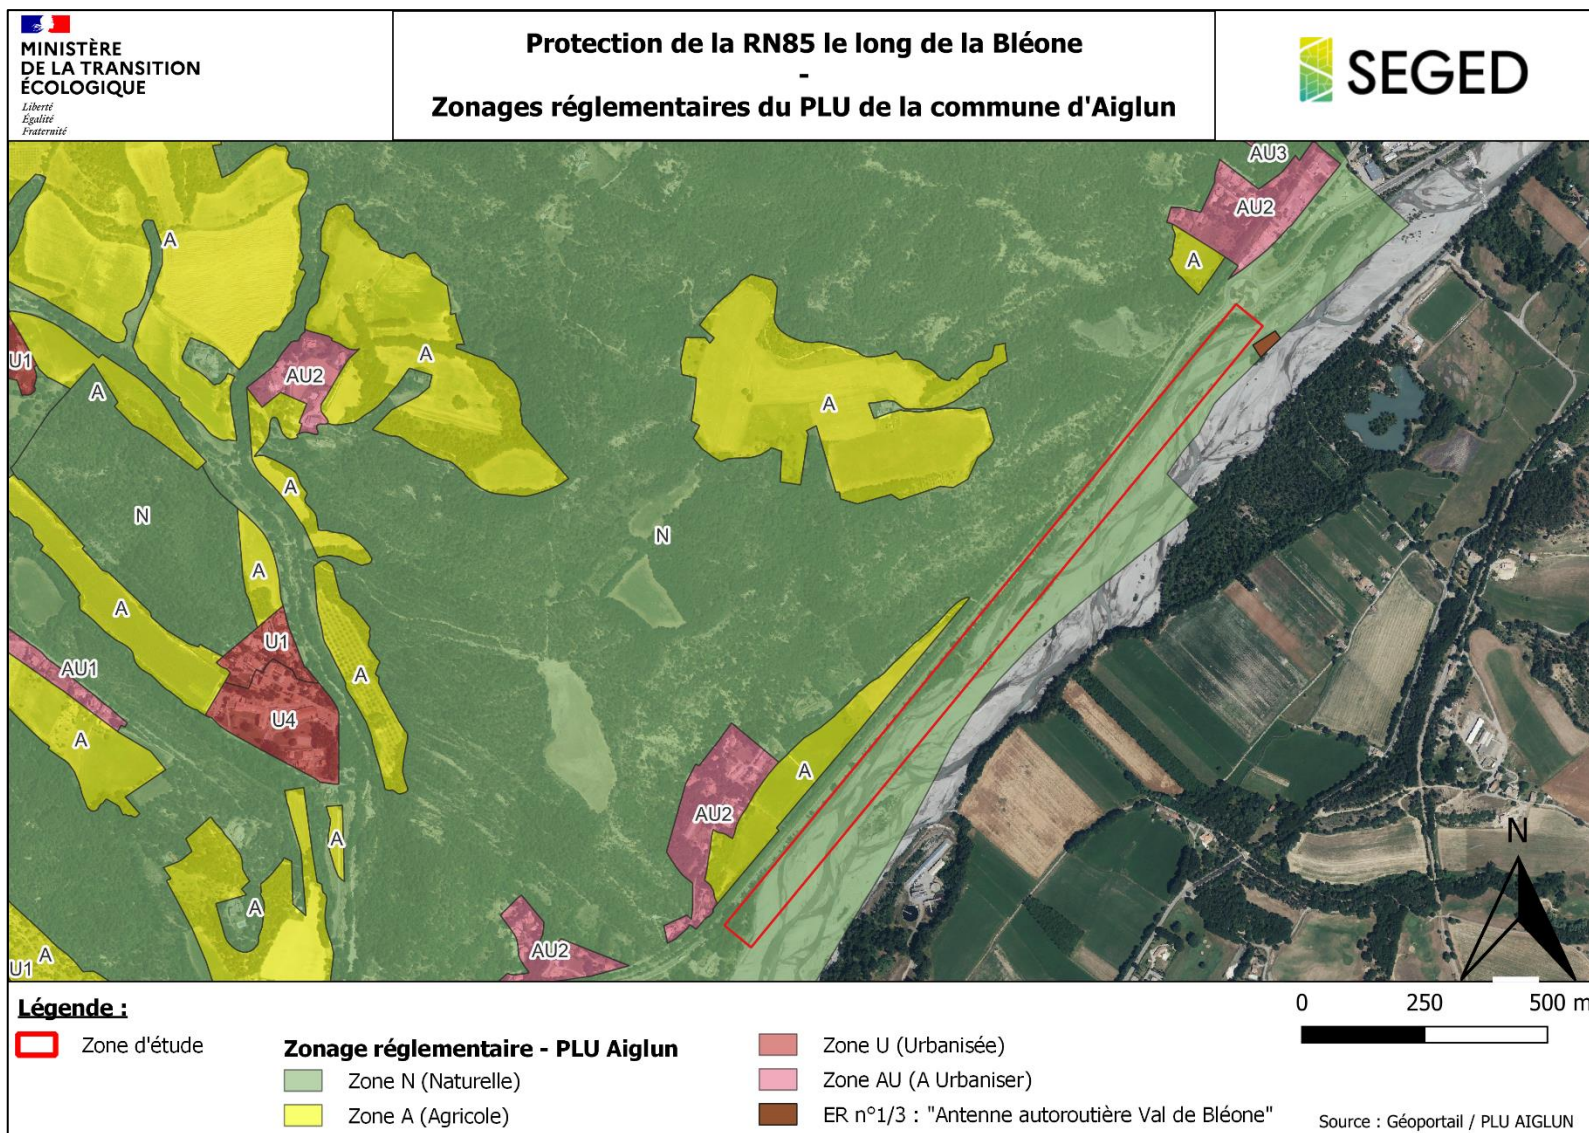 MINISTÈRE
DE LA TRANSITION
ÉCOLOGIQUE
Liberté
Égalité
Fraternité
Protection de la RN85 le long de la Bléone
-
Zonages réglementaires du PLU de la commune d'Aiglun
SEGED
AU3
AU2
A
A
U1
A
AU2
A
A
A
N
N
A
A
U1
AU1
A
U4
A
A
AU2
A
A
AU2
A
U1
N
Légende :
Zone d'étude
Zonage réglementaire - PLU Aiglun
Zone N (Naturelle)
Zone A (Agricole)
Zone U (Urbanisée)
Zone AU (A Urbaniser)
ER n°1/3 : "Antenne autoroutière Val de Bléone"
0 250 500 m
Source : Géoportail / PLU AIGLUN